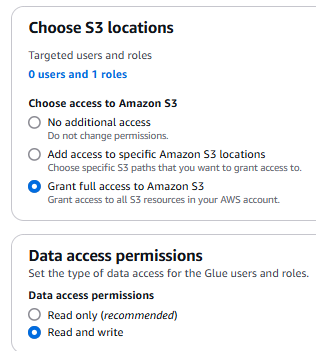 Choose S3 locations
Targeted users and roles
0 users and 1 roles
Choose access to Amazon S3
No additional access
Do not change permissions.
Add access to specific Amazon S3 locations
Choose specific S3 paths that you want to grant access to.
Grant full access to Amazon S3
Grant access to all S3 resources in your AWS account.
Data access permissions
Set the type of data access for the Glue users and roles.
Data access permissions
Read only (recommended)
Read and write